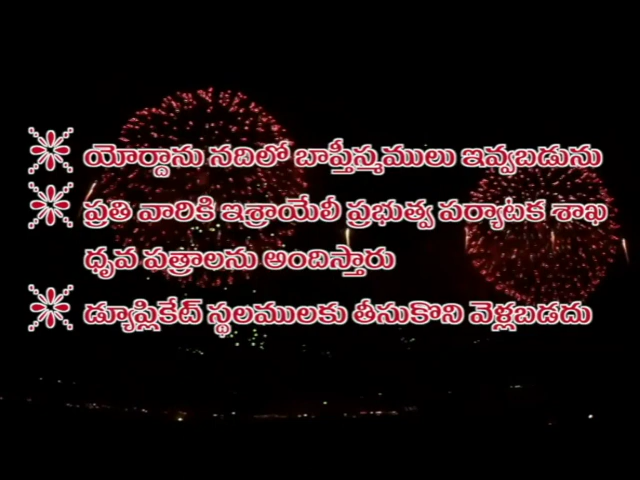 యోర్దాను నదిలో బాప్తీస్మములు ఇవ్వబడును
ప్రతి వారికి ఇశ్రాయేలీ ప్రభుత్వ పర్యాటక శాఖ
ధృవ పత్రాలను అందిస్తారు
డ్యూప్లికేట్ స్థలములకు తీసుకొని వెళ్లబడదు